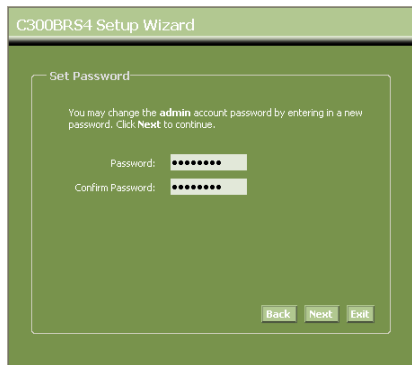 C300BRS4 Setup Wizard
Set Password
You may change the admin account password by entering in a new
password. Click Next to continue.
Password: ●●●●●●●●
Confirm Password: ●●●●●●●●
Back Next Exit